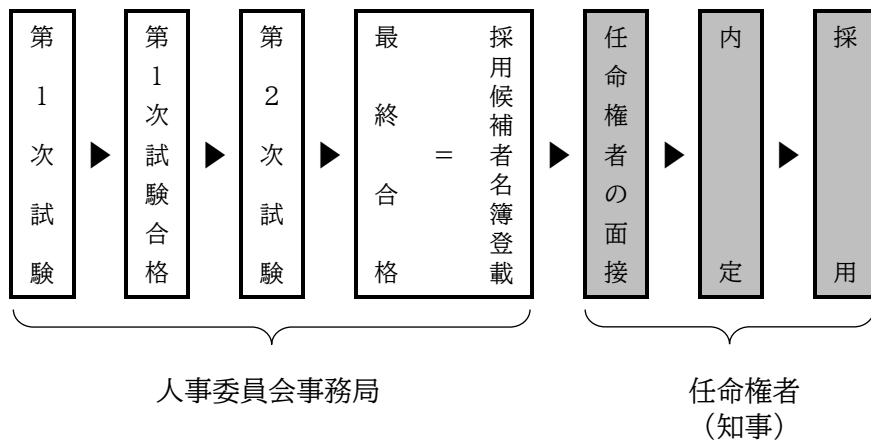 第１次試験
▶
第１次試験合格
▶
第２次試験
▶
最終合格
＝
採用候補者名簿登載
▶
任命権者の面接
▶
内定
▶
採用
人事委員会事務局
任命権者
（知事）